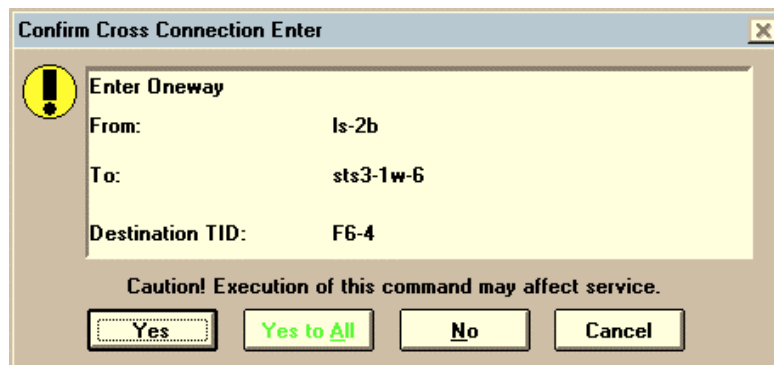 Confirm Cross Connection Enter
Enter Oneway
From: ls-2b
To: sts3-1w-6
Destination TID: F6-4
Caution! Execution of this command may affect service.
Yes Yes to All No Cancel